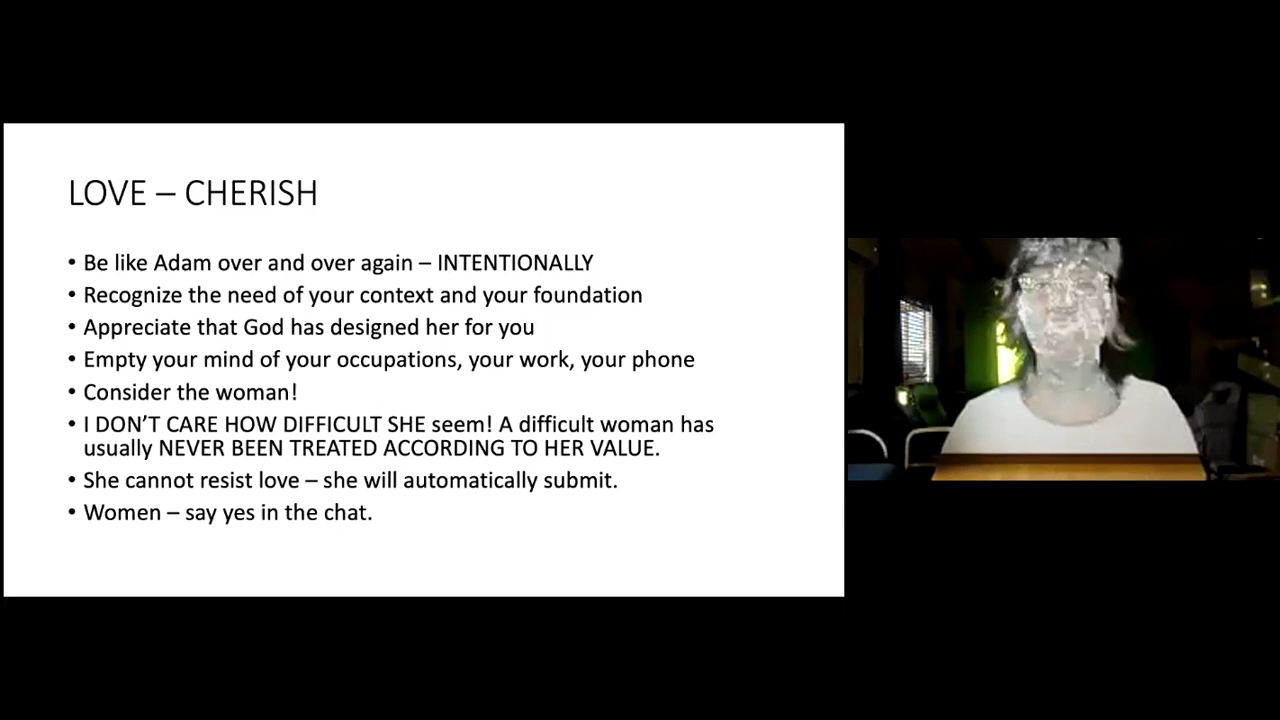 LOVE – CHERISH
• Be like Adam over and over again – INTENTIONALLY
• Recognize the need of your context and your foundation
• Appreciate that God has designed her for you
• Empty your mind of your occupations, your work, your phone
• Consider the woman!
• I DON’T CARE HOW DIFFICULT SHE seem! A difficult woman has
usually NEVER BEEN TREATED ACCORDING TO HER VALUE.
• She cannot resist love – she will automatically submit.
• Women – say yes in the chat.